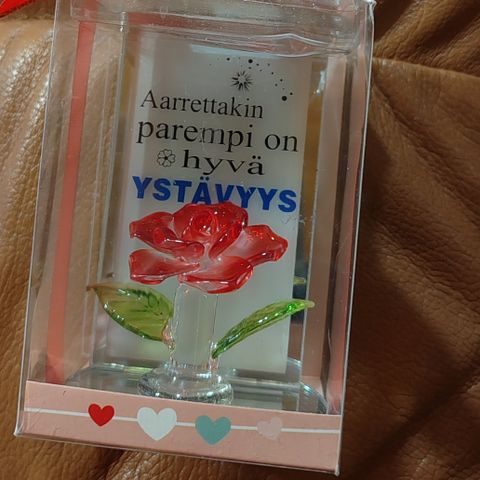 Aarrettakin
parempi on
hyvä
YSTÄVYYS